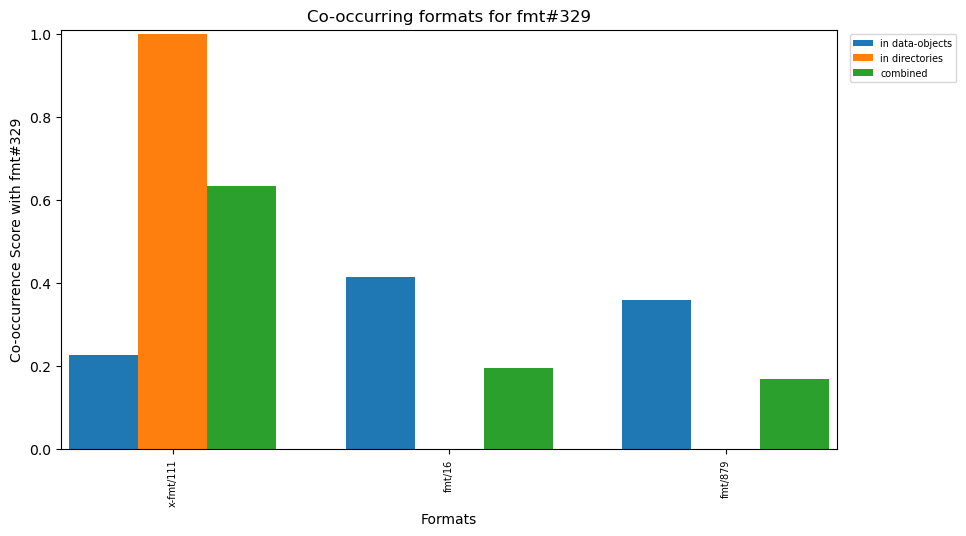 Co-occurring formats for fmt#329
in data-objects
in directories
combined
Co-occurrence Score with fmt#329
1.0
0.8
0.6
0.4
0.2
0.0
x-fmt/111
fmt/16
fmt/879
Formats